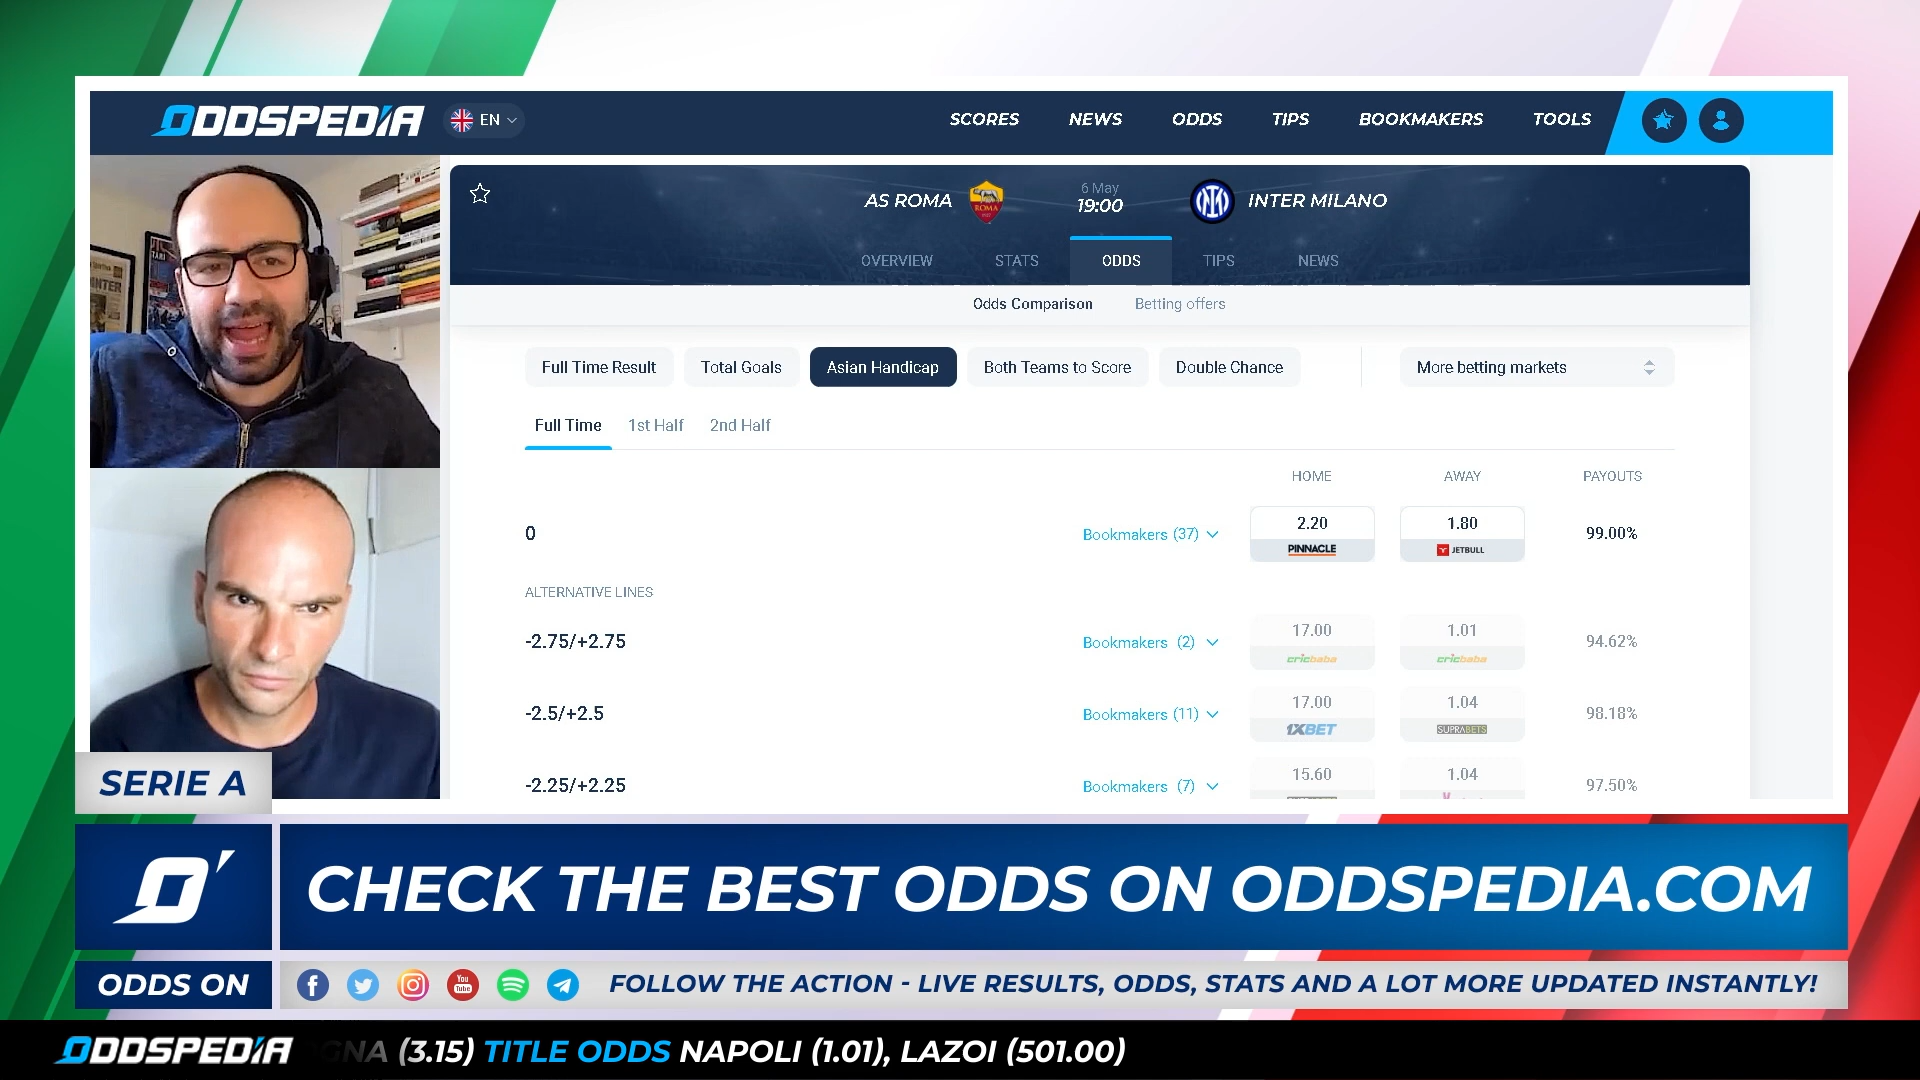 ODDSPEDIA
EN
SCORES NEWS ODDS TIPS BOOKMAKERS TOOLS
AS ROMA
ROMA
6 May
19:00
INTER MILANO
OVERVIEW STATS ODDS TIPS NEWS
Odds Comparison Betting offers
Full Time Result Total Goals Asian Handicap Both Teams to Score Double Chance More betting markets
Full Time 1st Half 2nd Half
HOME AWAY PAYOUTS
0 Bookmakers (37) 2.20 1.80 99.00%
PINNACLE JETBULL
ALTERNATIVE LINES
-2.75/+2.75 Bookmakers (2) 17.00 1.01 94.62%
cricbaba cricbaba
-2.5/+2.5 Bookmakers (11) 17.00 1.04 98.18%
1XBET SUPRABETS
-2.25/+2.25 Bookmakers (7) 15.60 1.04 97.50%
SERIE A
CHECK THE BEST ODDS ON ODDSPEDIA.COM
ODDS ON
You Tube
FOLLOW THE ACTION - LIVE RESULTS, ODDS, STATS AND A LOT MORE UPDATED INSTANTLY!
ODDSPEDIA
GNA (3.15) TITLE ODDS NAPOLI (1.01), LAZOI (501.00)